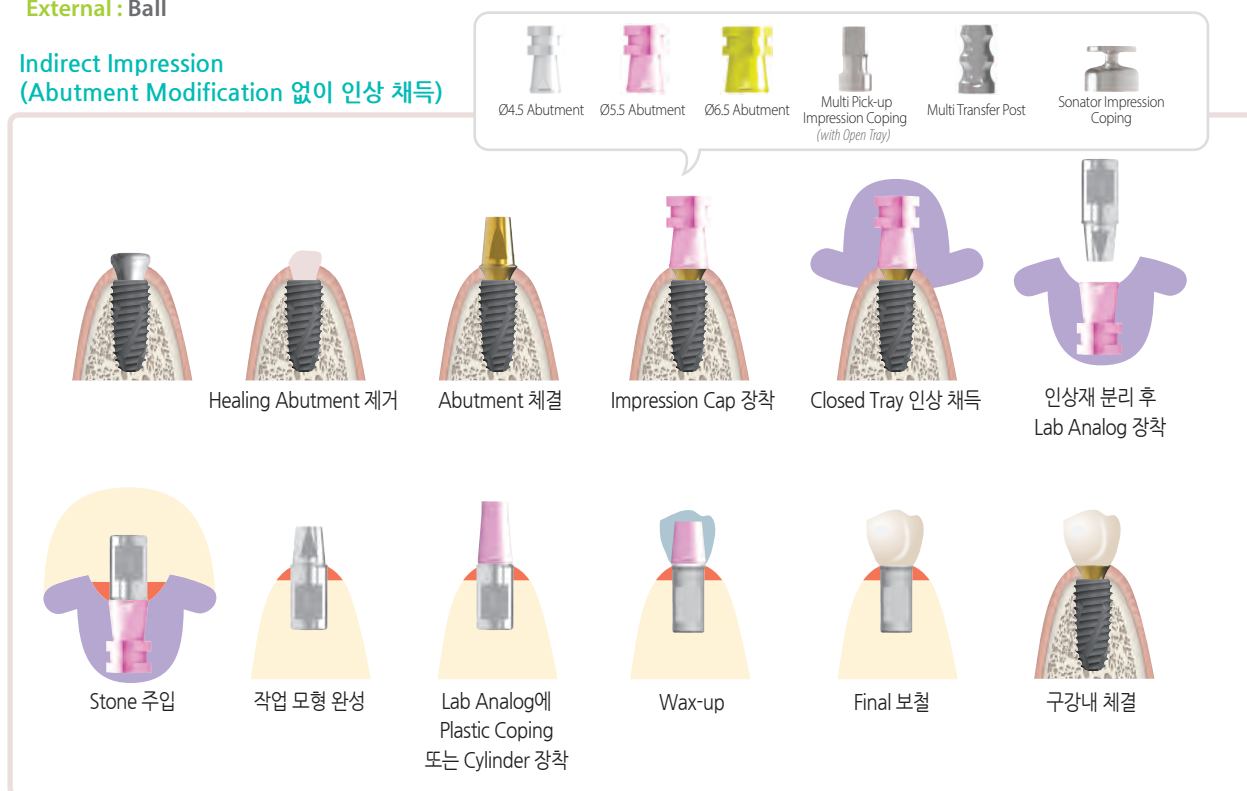 External : Ball
Indirect Impression
(Abutment Modification 없이 인상 채득)
Ø4.5 Abutment
Ø5.5 Abutment
Ø6.5 Abutment
Multi Pick-up
Impression Coping
(with Open Tray)
Multi Transfer Post
Sonator Impression
Coping
Healing Abutment 제거
Abutment 체결
Impression Cap 장착
Closed Tray 인상 채득
인상재 분리 후
Lab Analog 장착
Stone 주입
작업 모형 완성
Lab Analog에
Plastic Coping
또는 Cylinder 장착
Wax-up
Final 보철
구강내 체결